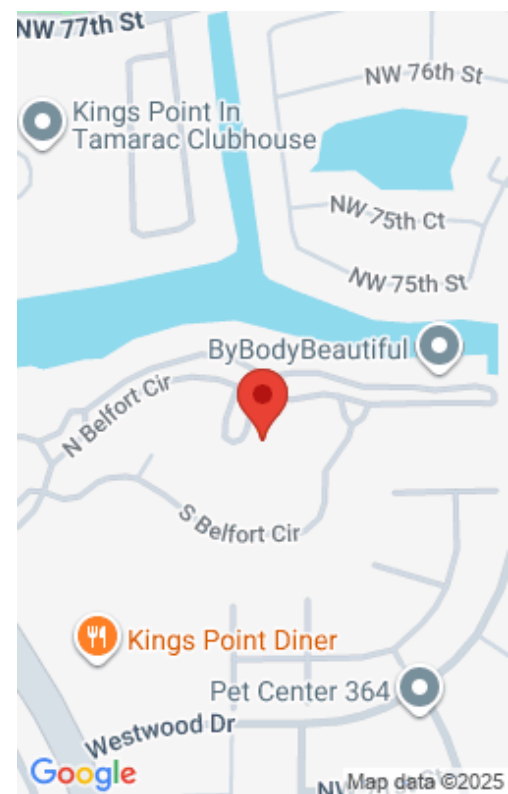 NW 77th St
NW 76th St
Kings Point In
Tamarac Clubhouse
NW 75th Ct
NW 75th St
ByBodyBeautiful
N Belfort Cir
S Belfort Cir
Kings Point Diner
Pet Center 364
Westwood Dr
Google
Map data ©2025